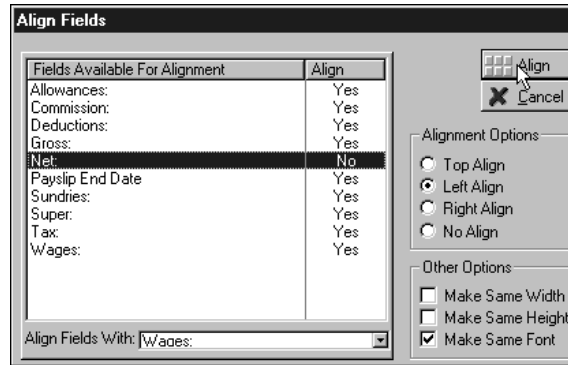 Align Fields
Fields Available For Alignment Align
Allowances: Yes
Commission: Yes
Deductions: Yes
Gross: Yes
Net: No
Payslip End Date Yes
Sundries: Yes
Super: Yes
Tax: Yes
Wages: Yes
Align Fields With: Wages:
Align
Cancel
Alignment Options
Top Align
Left Align
Right Align
No Align
Other Options
Make Same Width
Make Same Height
Make Same Font